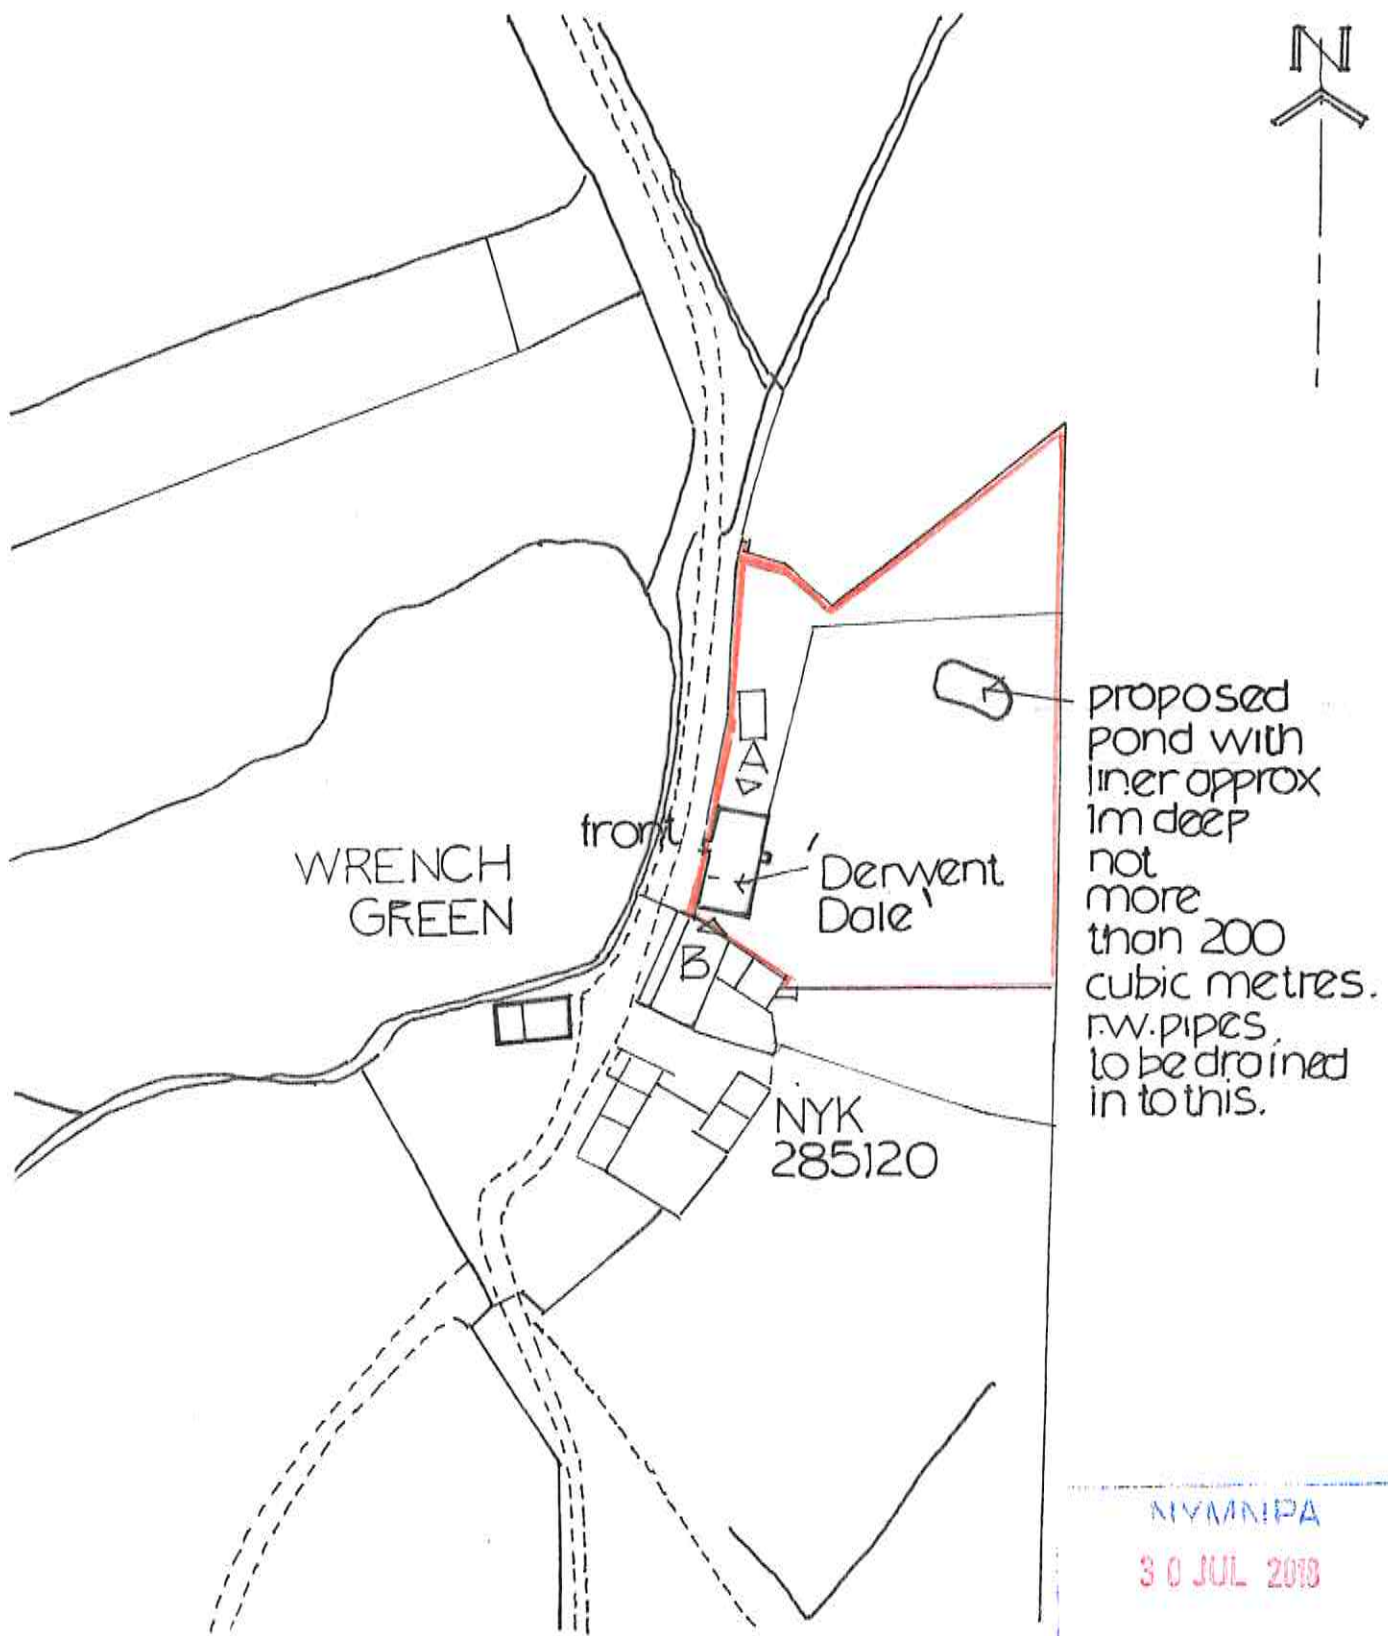 N
proposed
pond with
liner approx
1m deep
not
more
than 200
cubic metres.
r.w. pipes
to be drained
in to this.
A
front
'Derwent
Dale'
WRENCH
GREEN
B
NYK
285120
NYMNPA
30 JUL 2018